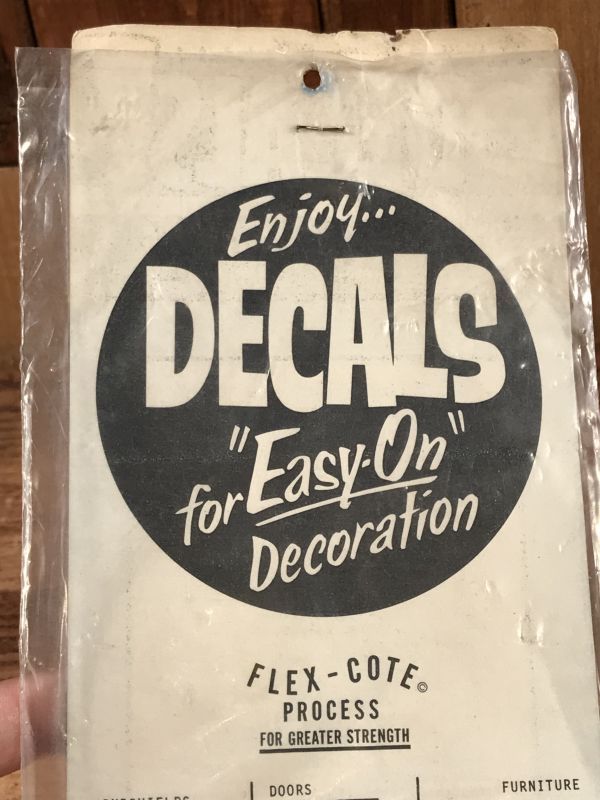 Enjoy...
DECALS
for "Easy-On"
Decoration
FLEX-COTE©
PROCESS
FOR GREATER STRENGTH
DOORS
FURNITURE